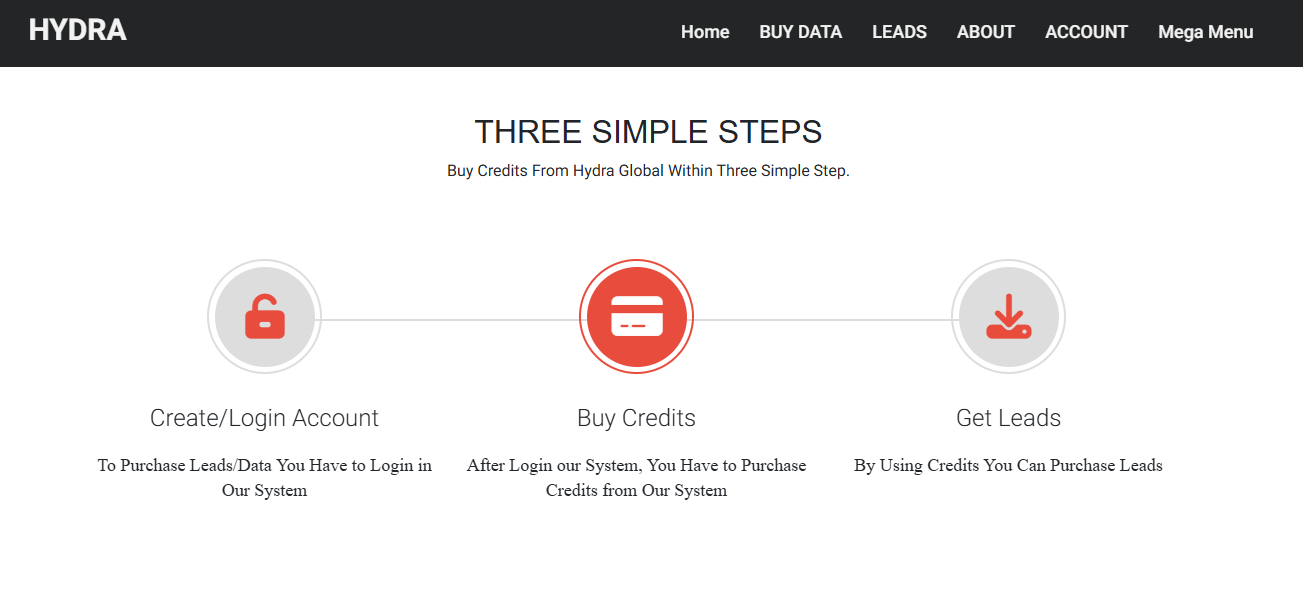 HYDRA
Home BUY DATA LEADS ABOUT ACCOUNT Mega Menu
THREE SIMPLE STEPS
Buy Credits From Hydra Global Within Three Simple Step.
Create/Login Account
To Purchase Leads/Data You Have to Login in
Our System
Buy Credits
After Login our System, You Have to Purchase
Credits from Our System
Get Leads
By Using Credits You Can Purchase Leads